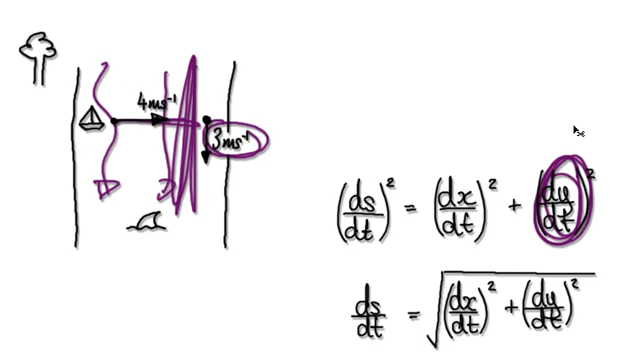 4ms⁻¹
3ms⁻¹
(ds/dt)² = (dx/dt)² + (dy/dt)²
ds/dt = √((dx/dt)² + (dy/dt)²)